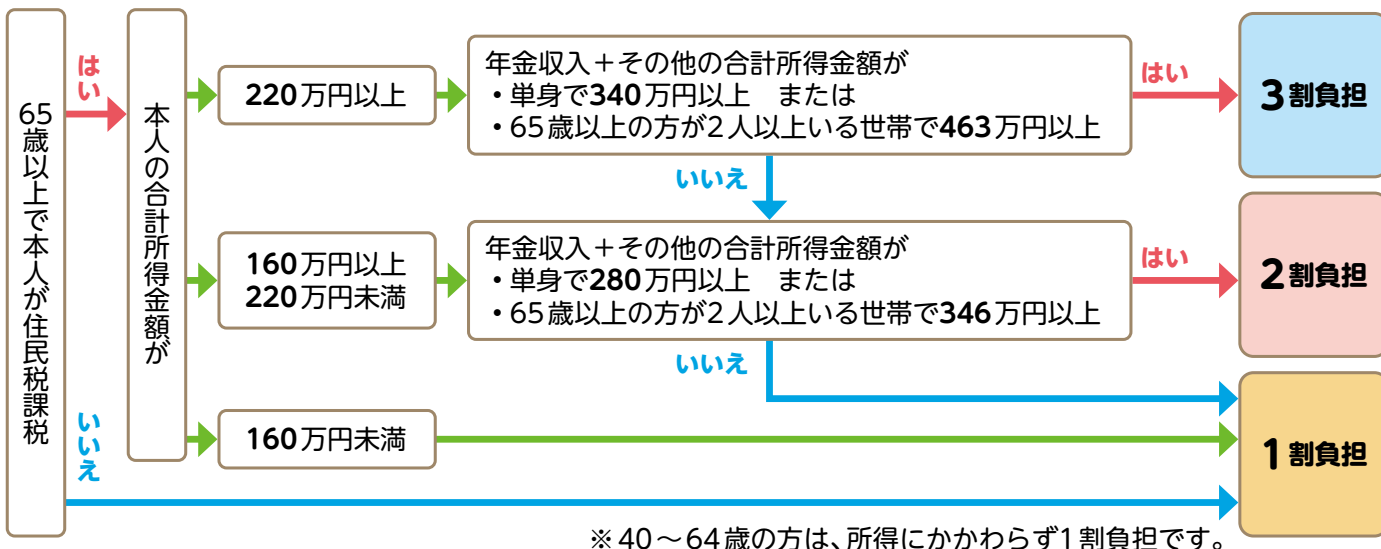 65歳以上で本人が住民税課税
はい
いいえ
本人の合計所得金額が
220万円以上
年金収入+その他の合計所得金額が
・単身で340万円以上 または
・65歳以上の方が2人以上いる世帯で463万円以上
はい
3割負担
いいえ
160万円以上
220万円未満
年金収入+その他の合計所得金額が
・単身で280万円以上 または
・65歳以上の方が2人以上いる世帯で346万円以上
はい
2割負担
いいえ
160万円未満
1割負担
※40～64歳の方は、所得にかかわらず1割負担です。